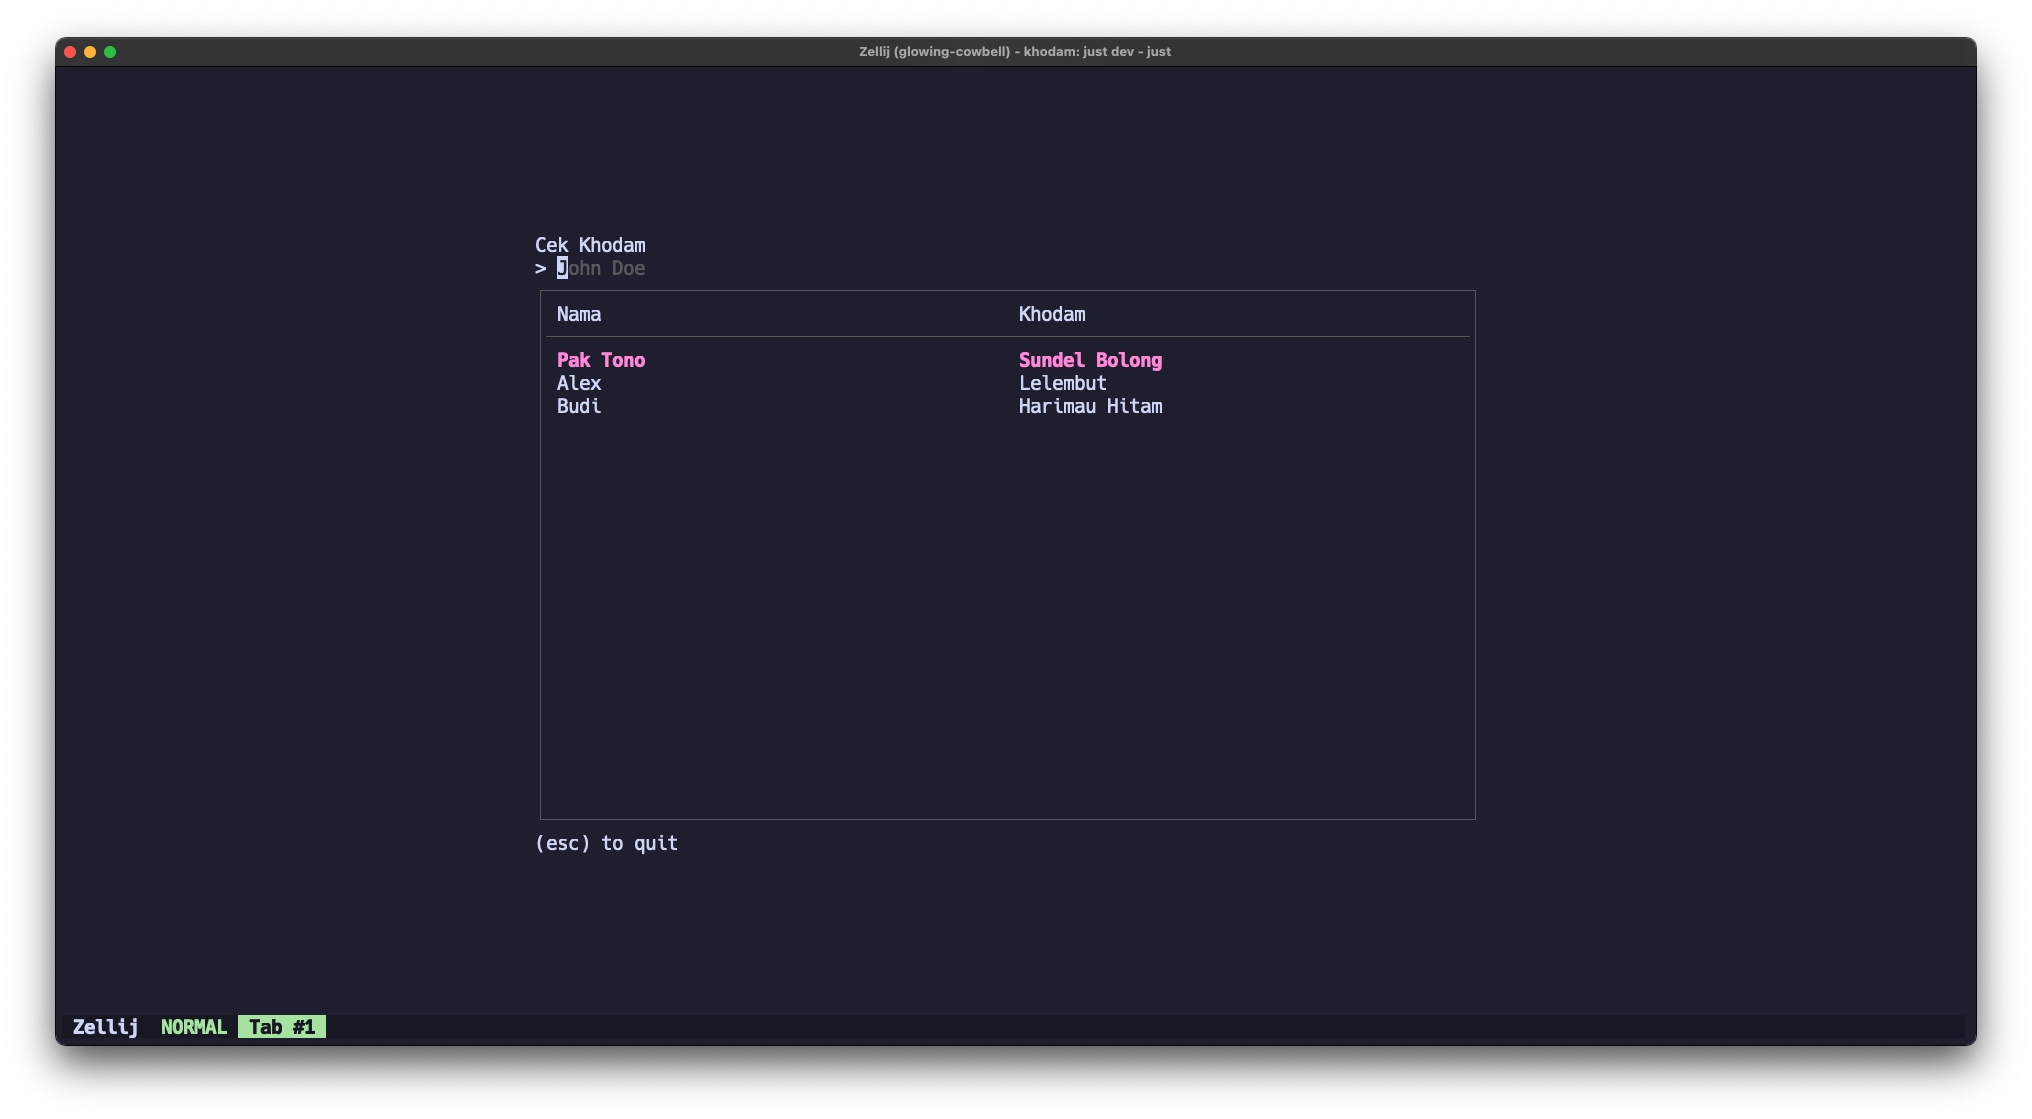 Zellij (glowing-cowbell) - khodam: just dev - just
Cek Khodam
> John Doe
Nama Khodam
Pak Tono Sundel Bolong
Alex Lelembut
Budi Harimau Hitam
(esc) to quit
Zellij NORMAL Tab #1